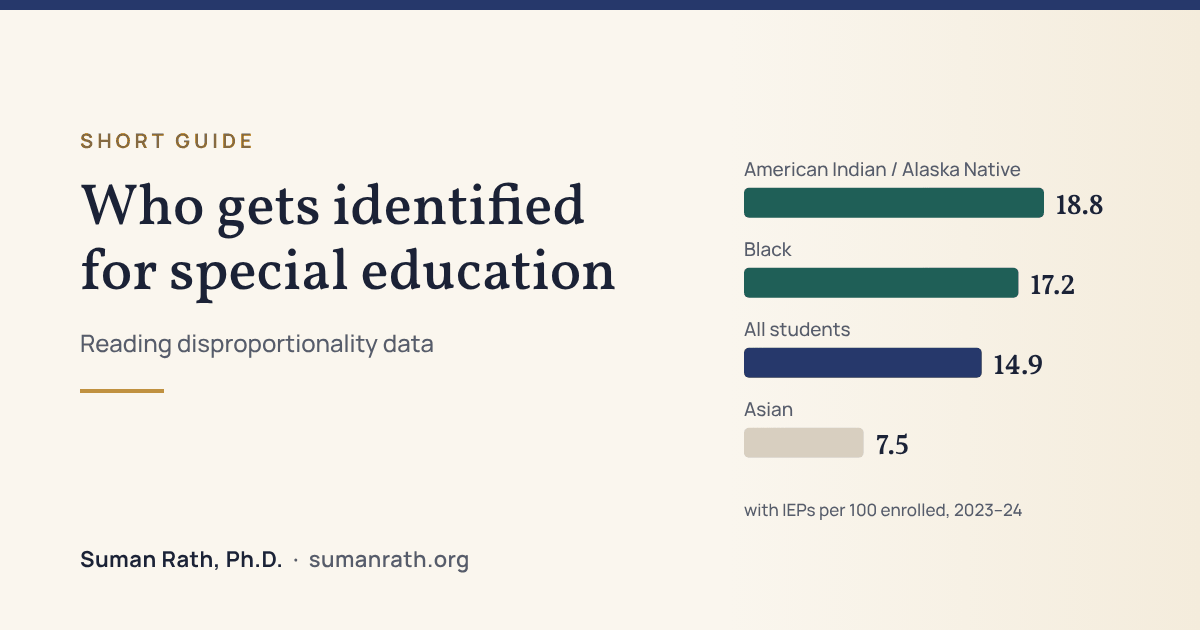 SHORT GUIDE
Who gets identified
for special education
Reading disproportionality data
Suman Rath, Ph.D. · sumanrath.org
American Indian / Alaska Native
18.8
Black
17.2
All students
14.9
Asian
7.5
with IEPs per 100 enrolled, 2023–24